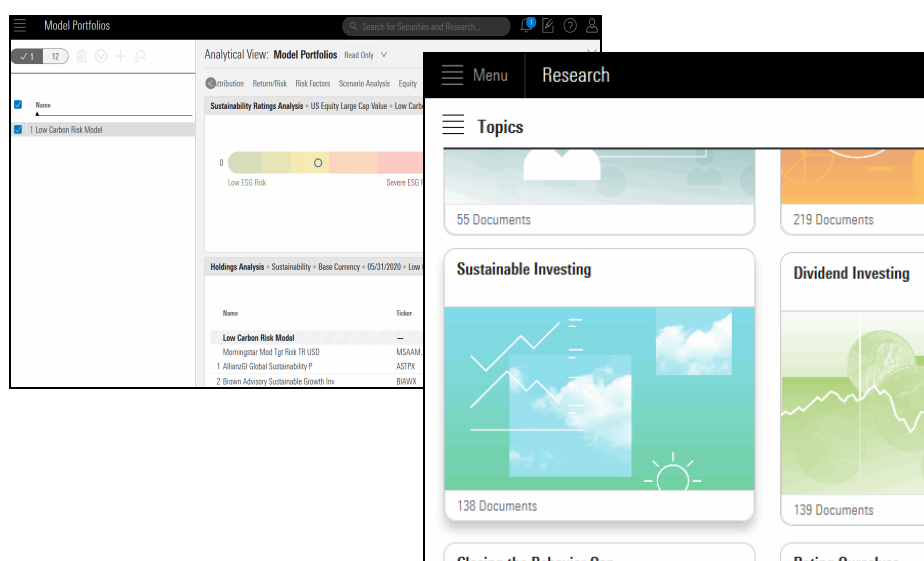 Model Portfolios
Search for Securities and Research...
1
1
12
Analytical View: Model Portfolios Read Only
Attribution Return/Risk Risk Factors Scenario Analysis Equity
Name
Sustainability Ratings Analysis US Equity Large Cap Value Low Carb
1 Low Carbon Risk Model
0
Low ESG Risk
Severe ESG
Holdings Analysis Sustainability Base Currency 05/31/2020 Low
Name Ticker
Low Carbon Risk Model —
Morningstar Mod Tgt Risk TR USD MSAAM
1 AllianzGI Global Sustainability P ASTPX
2 Brown Advisory Sustainable Growth Inv BIAWX
Menu
Research
Topics
55 Documents
219 Documents
Sustainable Investing
Dividend Investing
138 Documents
139 Documents